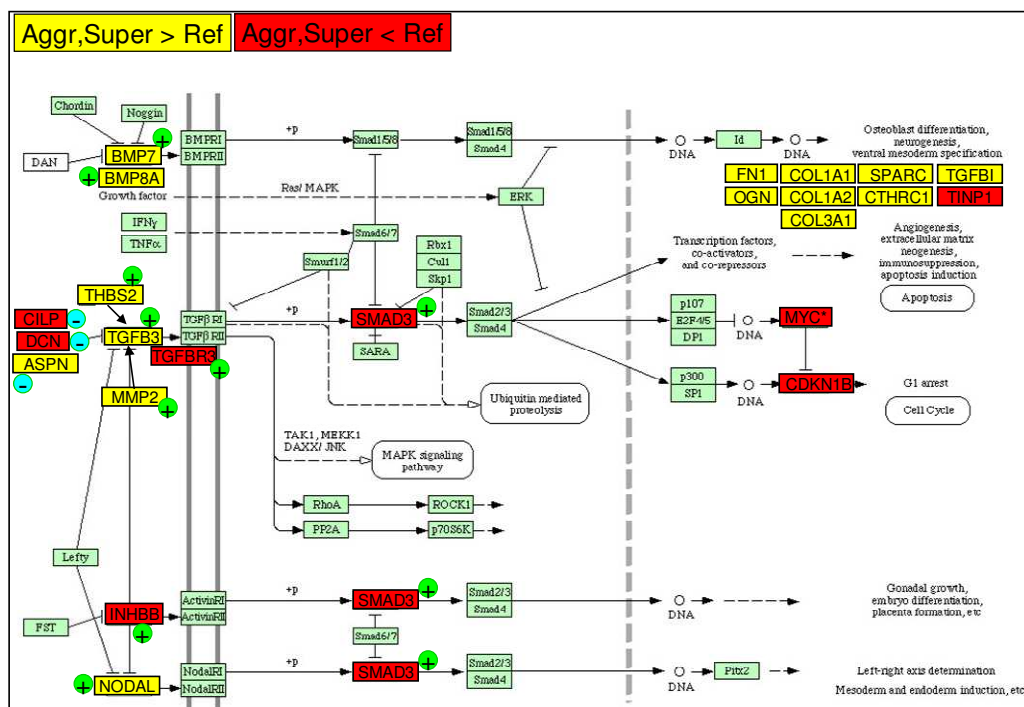 Aggr,Super > Ref
Aggr,Super < Ref
Chordin
Noggin
DAN
BMP7
+
BMP8A
+
BMPRI
BMPRII
+p
Smad1/5/8
Smad1/5/8
Smad4
DNA
Id
DNA
Osteoblast differentiation,
neurogenesis,
ventral mesoderm specification
FN1
COL1A1
SPARC
TGFBI
OGN
COL1A2
CTHRC1
TINP1
COL3A1
Growth factor
Ras/ MAPK
ERK
IFNγ
TNFα
Smad6/7
Smurf1/2
Rbx1
Cul1
Skp1
Transcription factors,
co-activators,
and co-repressors
Angiogenesis,
extracellular matrix
neogenesis,
immunosuppression,
apoptosis induction
Apoptosis
THBS2
+
CILP
-
DCN
-
ASPN
-
TGFB3
+
MMP2
+
TGFβ RI
TGFβ RII
TGFBR3
+
+p
SMAD3
+
SARA
Smad2/3
Smad4
p107
E2F4/5
DP1
DNA
MYC*
p300
SP1
DNA
CDKN1B
G1 arrest
Cell Cycle
Ubiquitin mediated
proteolysis
TAK1, MEKK1
DAXX/ JNK
MAPK signaling
pathway
RhoA
ROCK1
PP2A
p70S6K
Lefty
FST
INHBB
+
ActivinRI
ActivinRII
+p
SMAD3
+
Smad2/3
Smad4
DNA
Gonadal growth,
embryo differentiation,
placenta formation, etc
Smad6/7
NODAL
+
NodalRI
NodalRII
+p
SMAD3
+
Smad2/3
Smad4
DNA
Pitx2
Left-right axis determination
Mesoderm and endoderm induction, etc